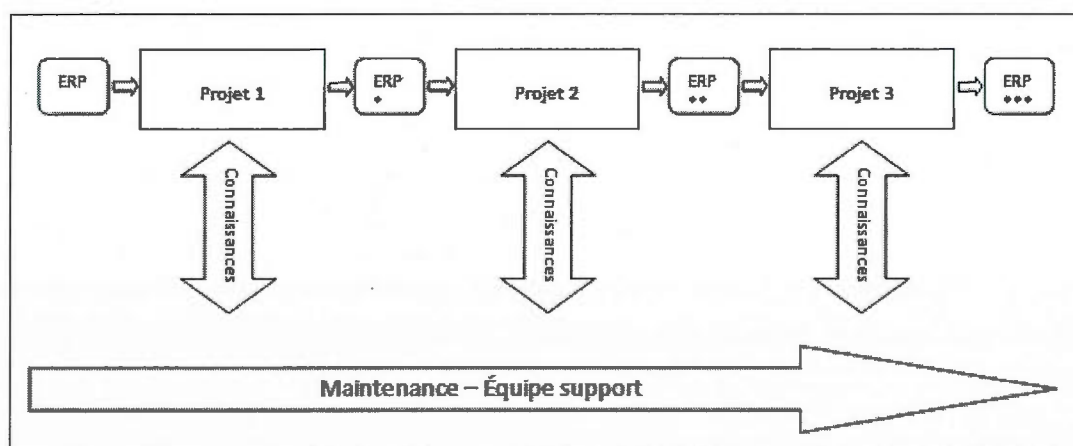 ERP
Projet 1
ERP
♦
Projet 2
ERP
♦♦
Projet 3
ERP
♦♦♦
Connaissances
Connaissances
Connaissances
Maintenance – Équipe support